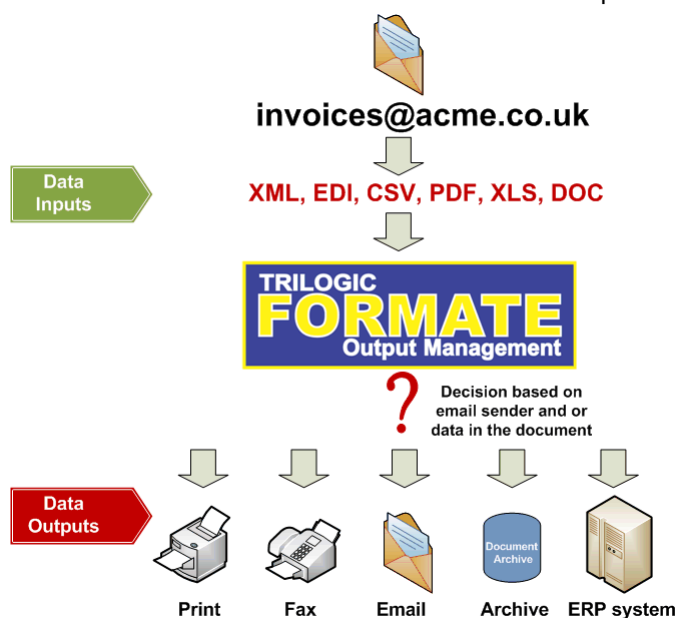 invoices@acme.co.uk
Data
Inputs
XML, EDI, CSV, PDF, XLS, DOC
TRILOGIC
FORMATE
Output Management
?
Decision based on
email sender and or
data in the document
Data
Outputs
Document
Archive
Print
Fax
Email
Archive
ERP system